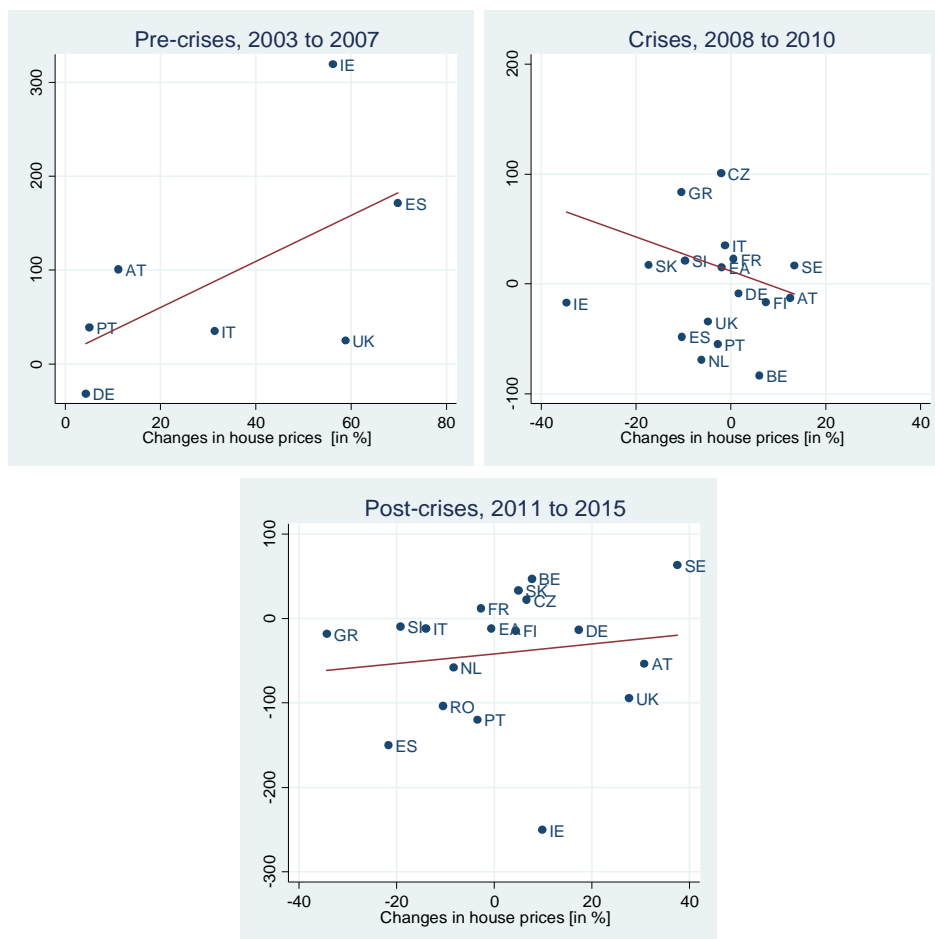 Pre-crises, 2003 to 2007
300
200
100
0
IE
ES
AT
PT
IT
UK
DE
0 20 40 60 80
Changes in house prices [in %]
Crises, 2008 to 2010
200
100
0
-100
CZ
GR
IT
FR
SI
EA
SK
SE
DE
FI
AT
IE
UK
ES
PT
NL
BE
-40 -20 0 20 40
Changes in house prices [in %]
Post-crises, 2011 to 2015
100
0
-100
-200
-300
SE
BE
SK
CZ
FR
SI
IT
EA
FI
DE
GR
NL
AT
UK
RO
PT
ES
IE
-40 -20 0 20 40
Changes in house prices [in %]